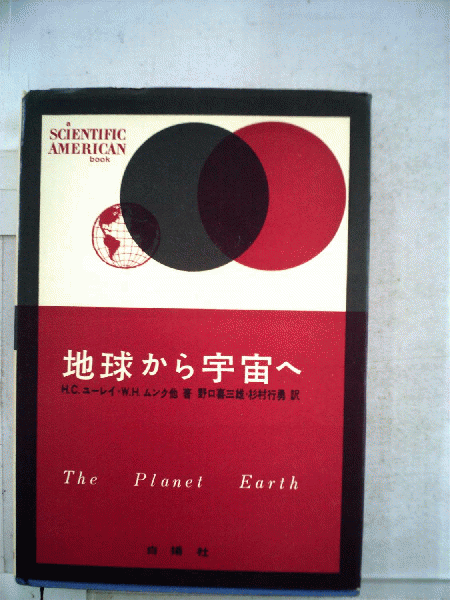 a
SCIENTIFIC
AMERICAN
book
地球から宇宙へ
H.C. ユーレイ・W.H. ムンク他 著 野口喜三雄・杉村行勇 訳
The Planet Earth
白揚社